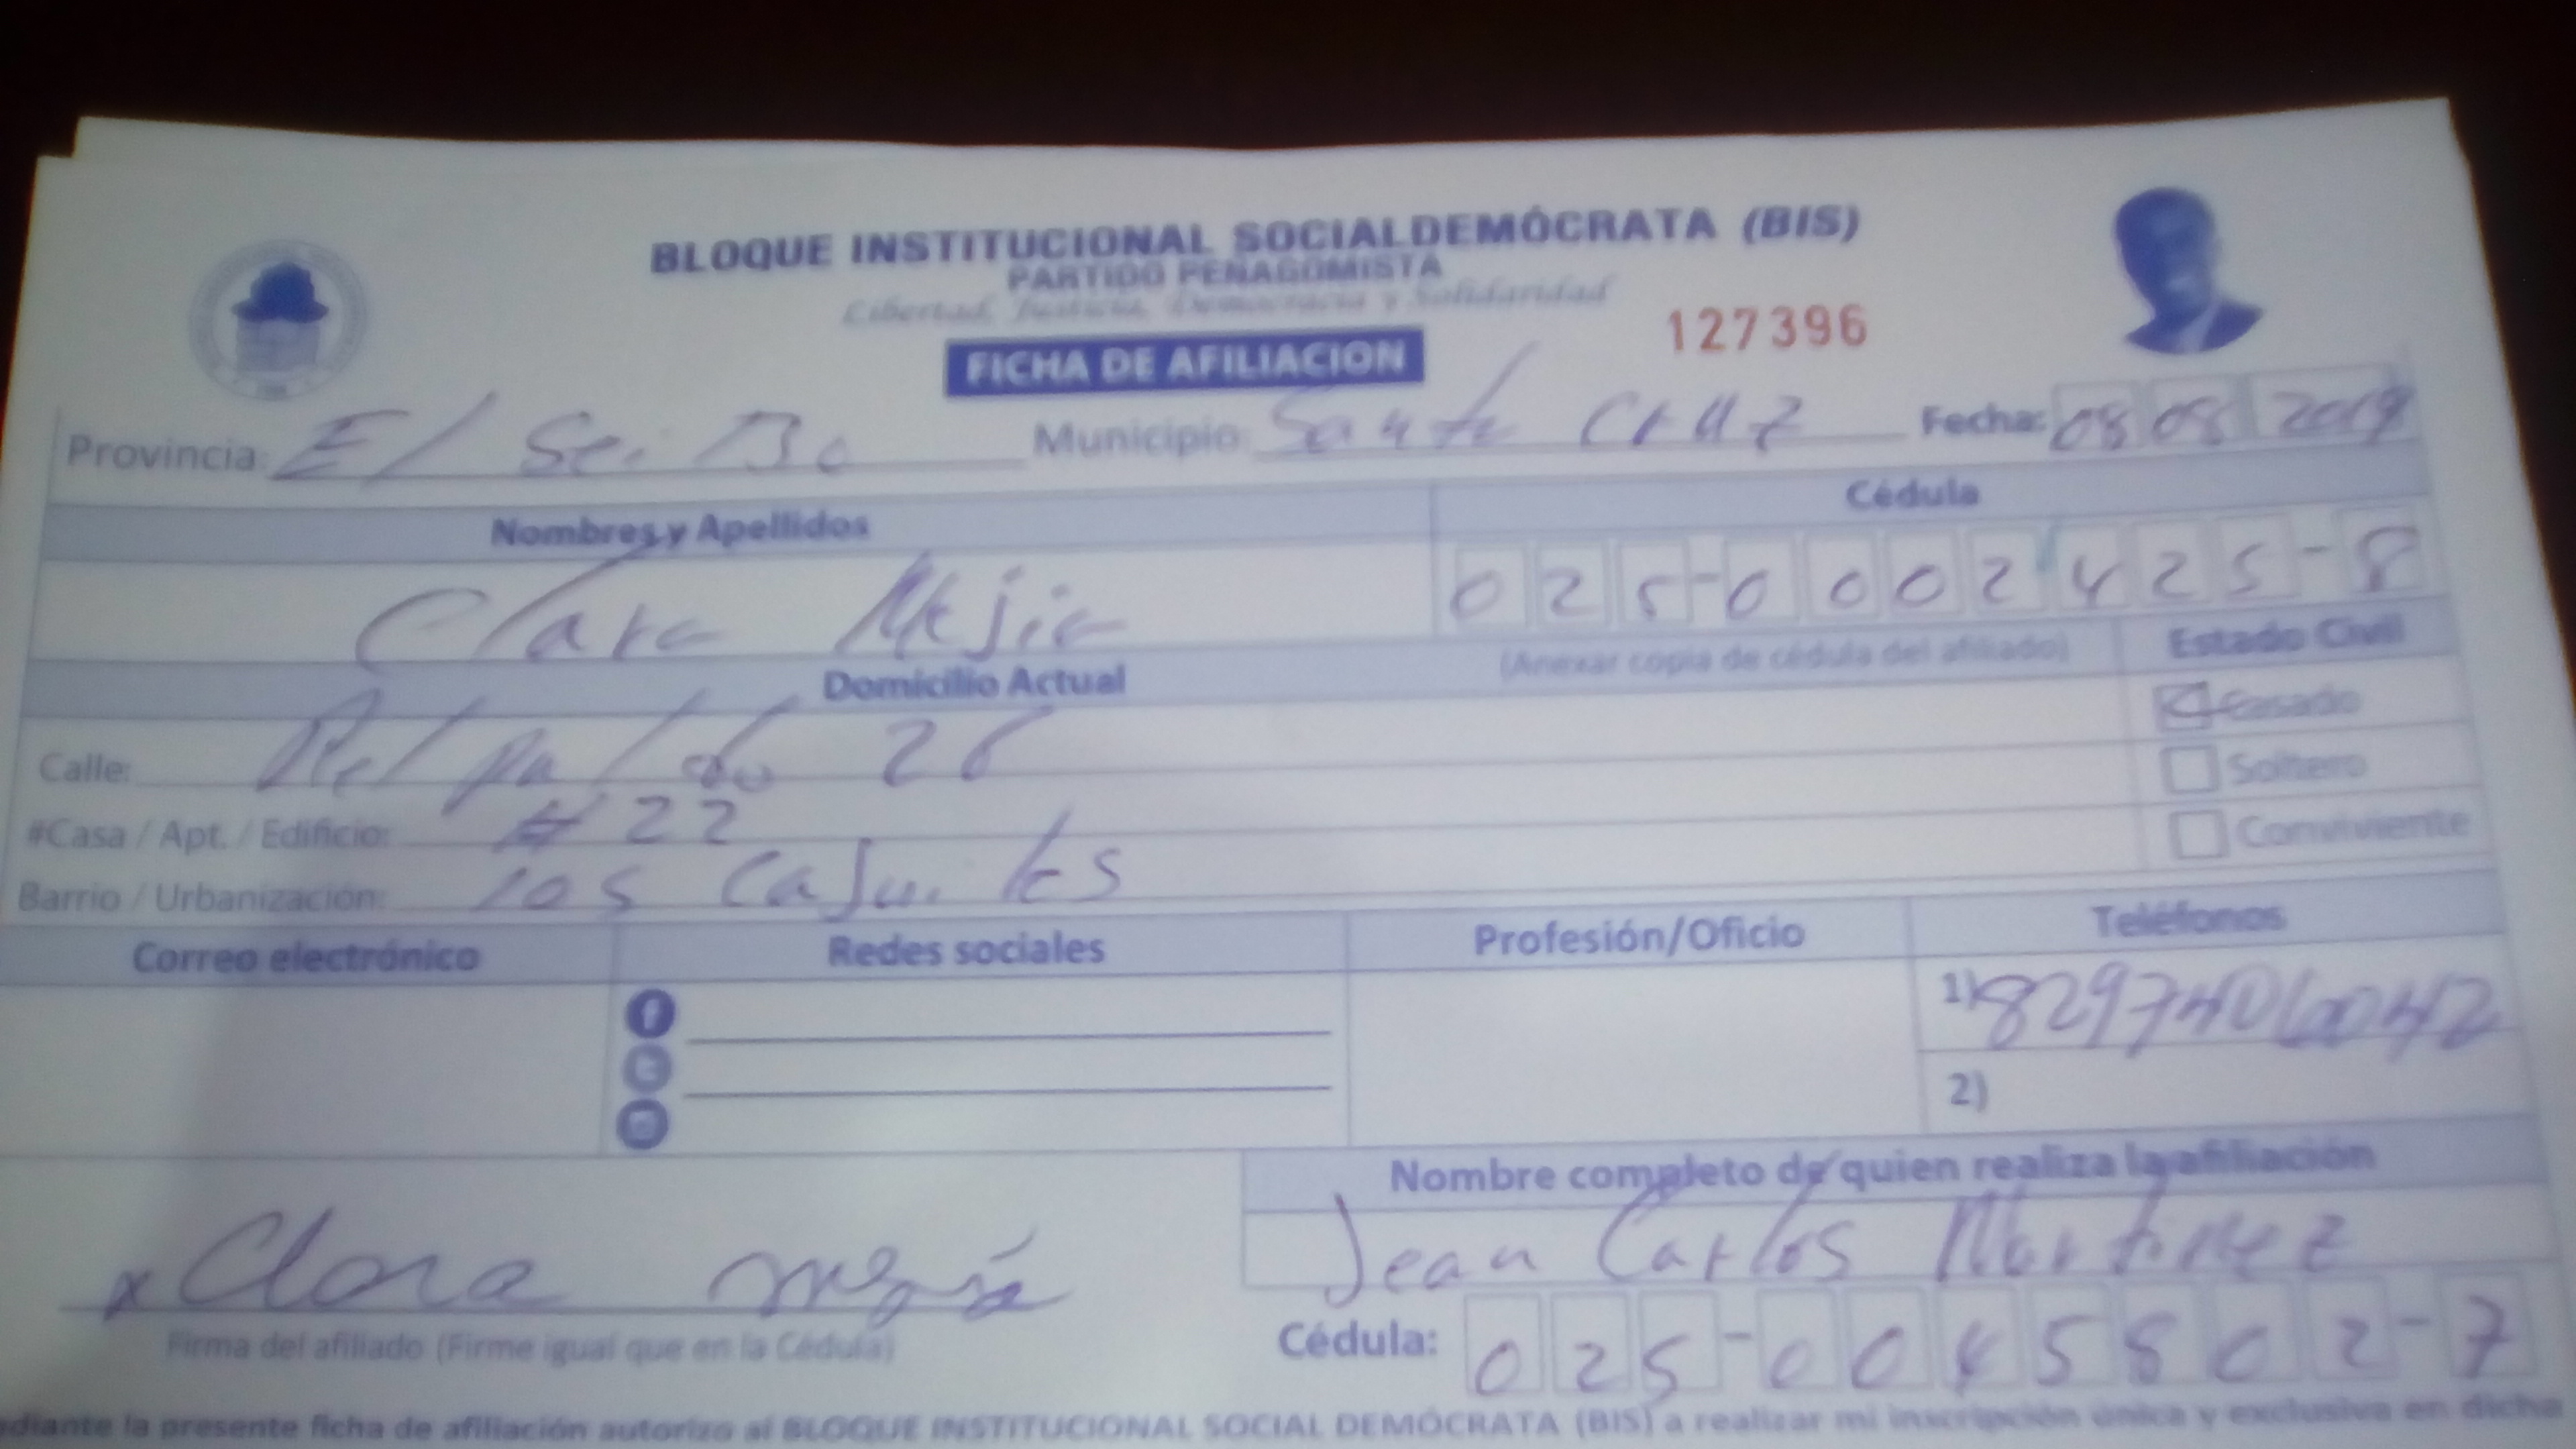 BLOQUE INSTITUCIONAL SOCIALDEMÓCRATA (BIS)
PARTIDO PEÑAGOMISTA
Libertad, Justicia, Democracia y Solidaridad
127396
FICHA DE AFILIACION
Provincia: El Seibo Municipio: Santa Cruz Fecha: 08 08 2019
Nombres y Apellidos Cédula
Clara Mejia 025-0002425-8
(Anexar copia de cédula del afiliado) Estado Civil
Domicilio Actual
Casado
Calle: 26
Soltero
#Casa / Apt. / Edificio: #22
Conviviente
Barrio / Urbanización: los Cajuiles
Correo electrónico Redes sociales Profesión/Oficio Teléfonos
1) 829
2)
Nombre completo de quien realiza la afiliación
x Clara mejía Jean Carlos Martinez
Firma del afiliado (Firme igual que en la Cédula) Cédula: 025-0045802-7
diante la presente ficha de afiliación autorizo al BLOQUE INSTITUCIONAL SOCIAL DEMÓCRATA (BIS) a realizar mi inscripción única y exclusiva en dicha